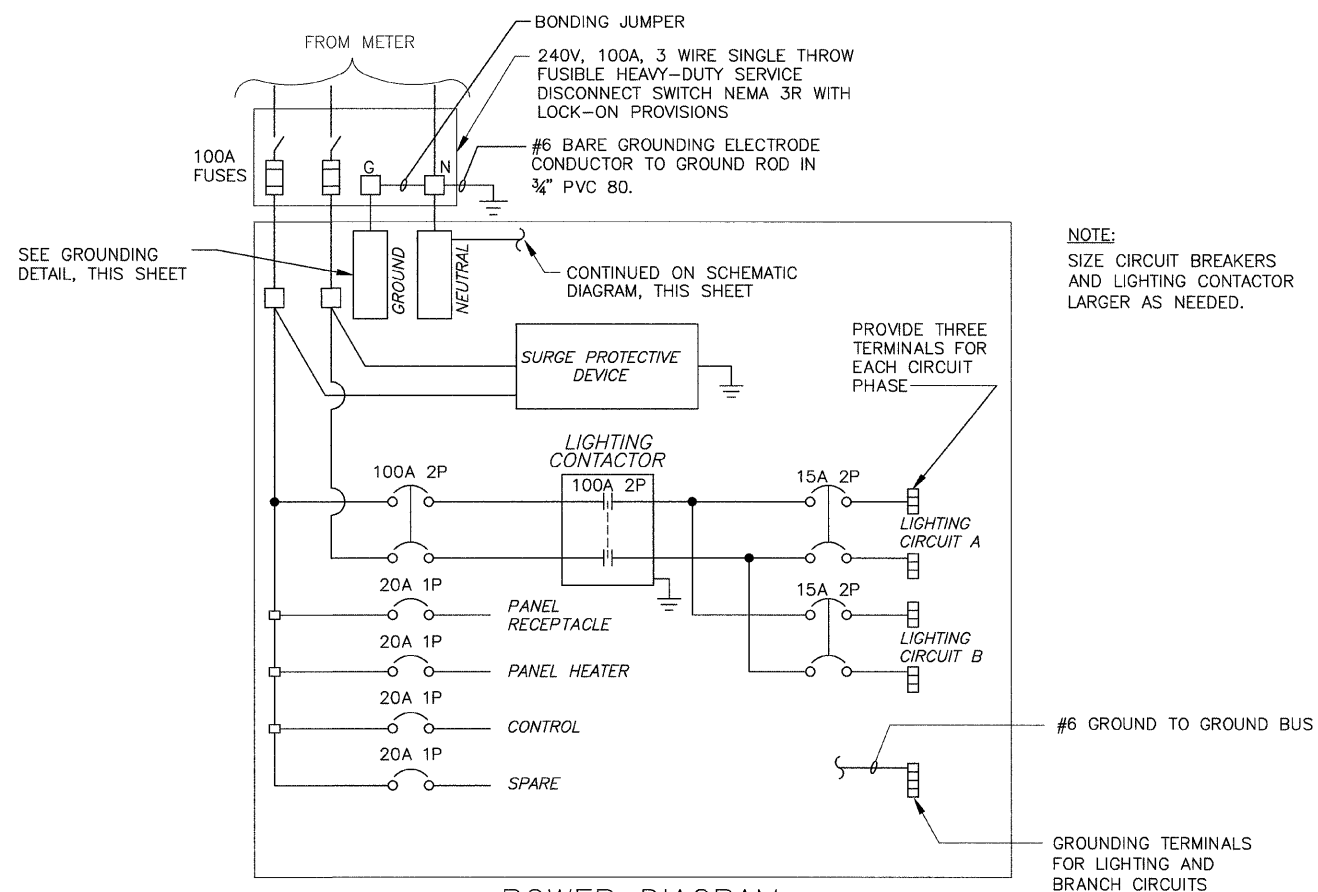 BONDING JUMPER
FROM METER
240V, 100A, 3 WIRE SINGLE THROW
FUSIBLE HEAVY-DUTY SERVICE
DISCONNECT SWITCH NEMA 3R WITH
LOCK-ON PROVISIONS
100A
FUSES
G
N
#6 BARE GROUNDING ELECTRODE
CONDUCTOR TO GROUND ROD IN
¾" PVC 80.
SEE GROUNDING
DETAIL, THIS SHEET
GROUND
NEUTRAL
CONTINUED ON SCHEMATIC
DIAGRAM, THIS SHEET
NOTE:
SIZE CIRCUIT BREAKERS
AND LIGHTING CONTACTOR
LARGER AS NEEDED.
SURGE PROTECTIVE
DEVICE
PROVIDE THREE
TERMINALS FOR
EACH CIRCUIT
PHASE
LIGHTING
CONTACTOR
100A 2P
100A 2P
15A 2P
LIGHTING
CIRCUIT A
20A 1P
PANEL
RECEPTACLE
15A 2P
LIGHTING
CIRCUIT B
20A 1P
PANEL HEATER
20A 1P
CONTROL
20A 1P
SPARE
#6 GROUND TO GROUND BUS
GROUNDING TERMINALS
FOR LIGHTING AND
BRANCH CIRCUITS
POWER DIAGRAM